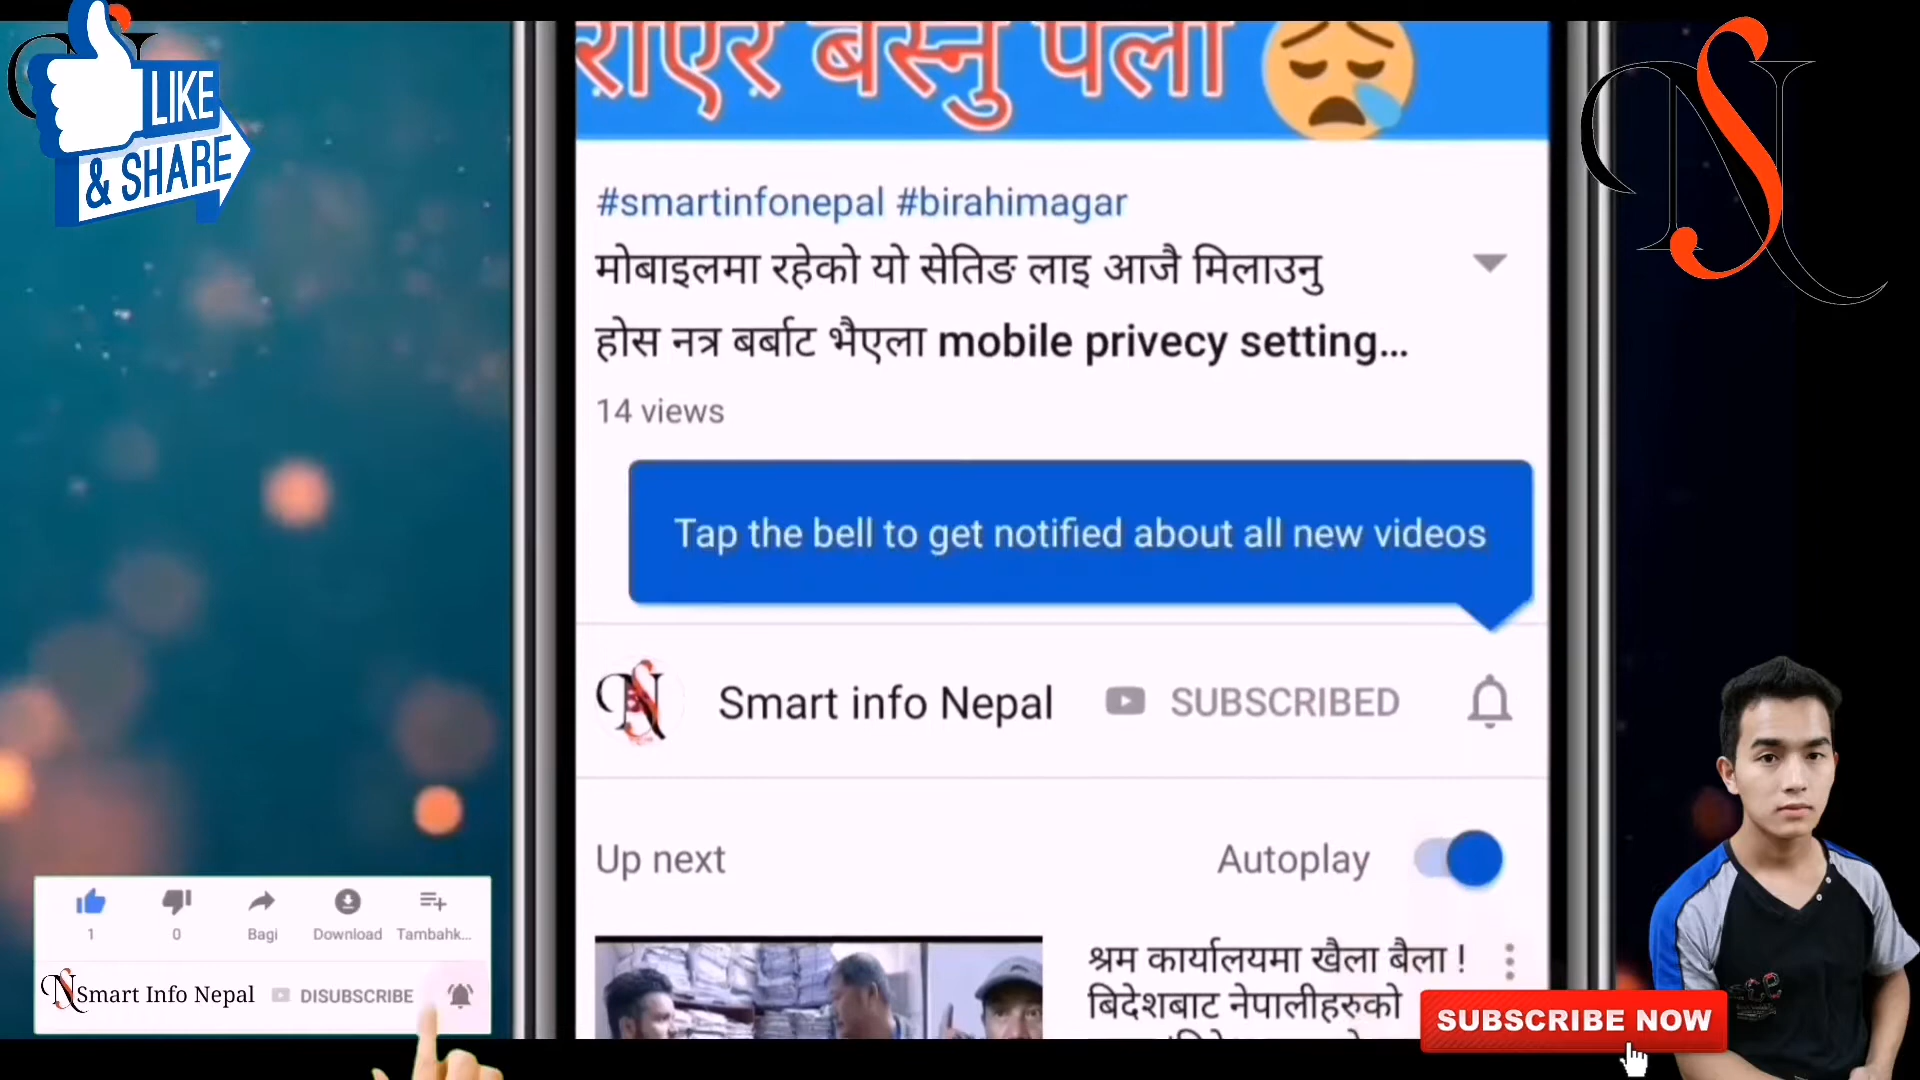 LIKE
& SHARE
राएर बस्नु पर्ला
#smartinfonepal #birahimagar
मोबाइलमा रहेको यो सेतिङ लाइ आजै मिलाउनु
होस नत्र बर्बाट भैएला mobile privecy setting...
14 views
Tap the bell to get notified about all new videos
Smart info Nepal SUBSCRIBED
Up next Autoplay
श्रम कार्यालयमा खैला बैला !
बिदेशबाट नेपालीहरुको
1 0 Bagi Download Tambahk...
Smart Info Nepal DISUBSCRIBE
SUBSCRIBE NOW